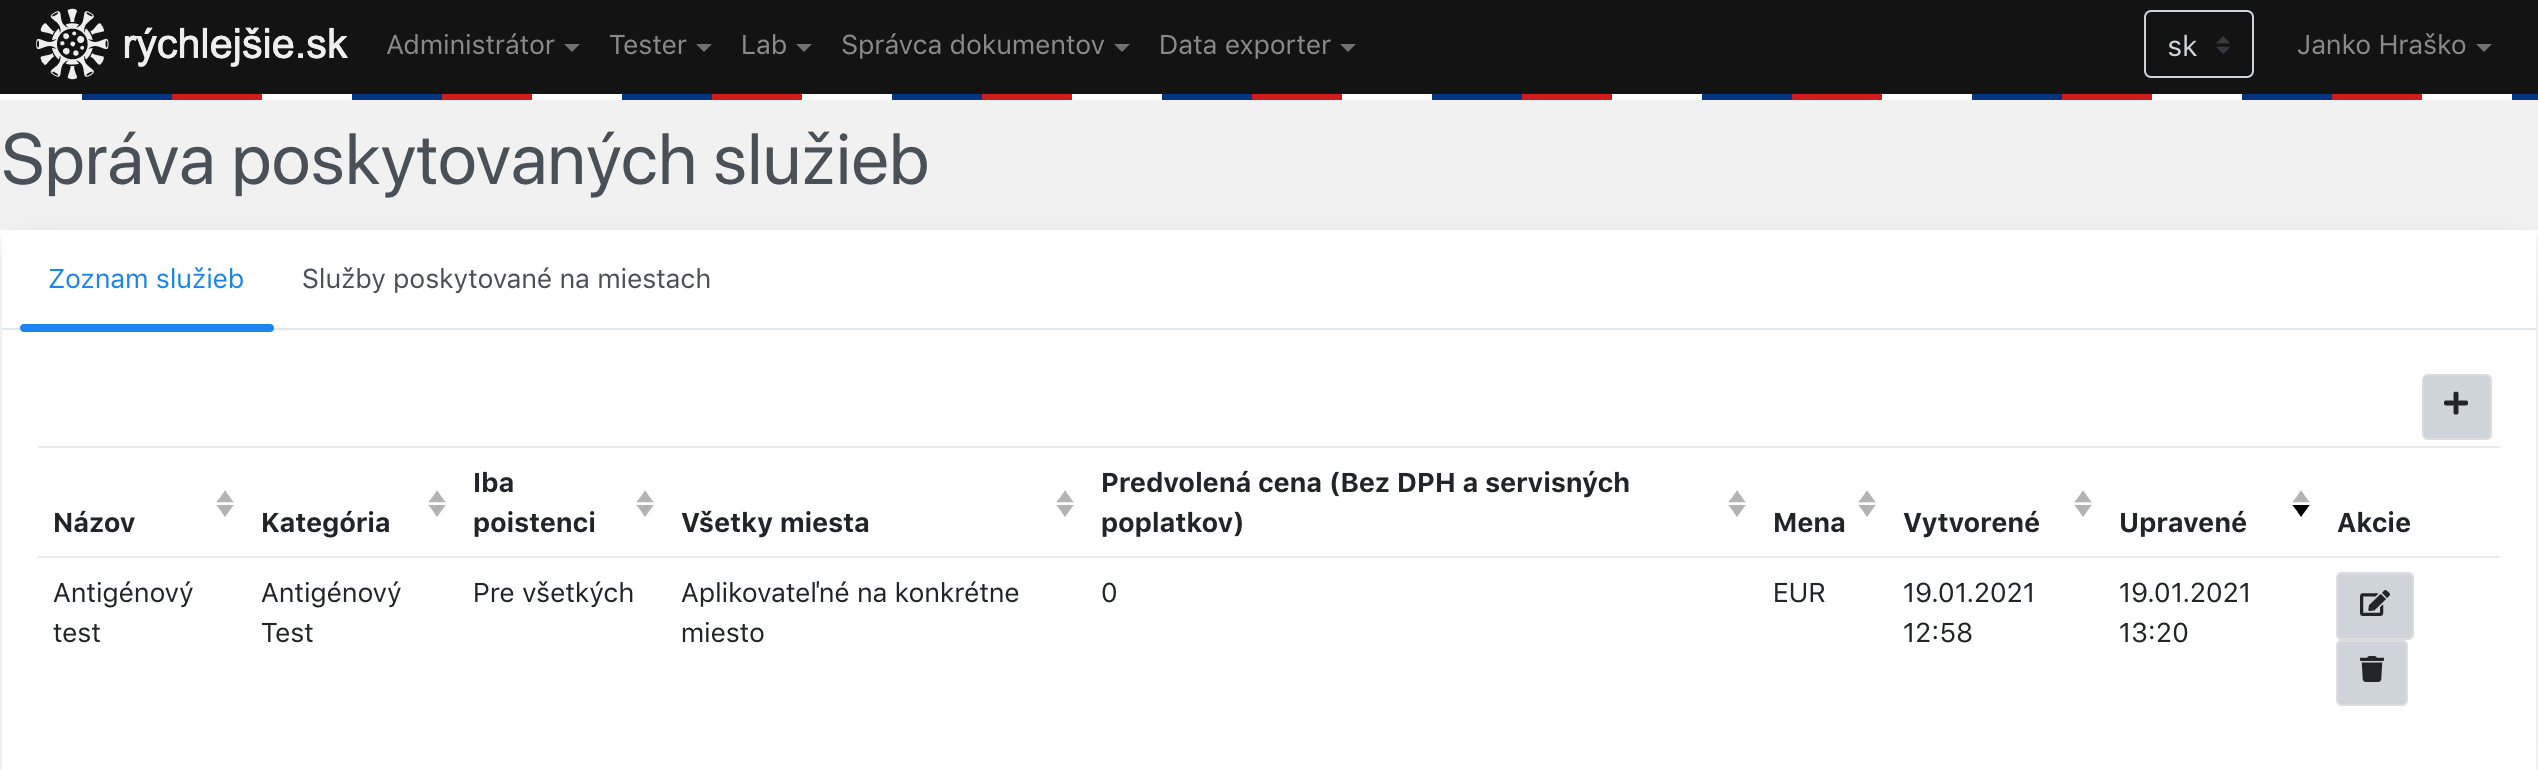 rýchlejšie.sk Administrátor Tester Lab Správca dokumentov Data exporter sk Janko Hraško
Správa poskytovaných služieb
Zoznam služieb Služby poskytované na miestach
Názov Kategória Iba poistenci Všetky miesta Predvolená cena (Bez DPH a servisných poplatkov) Mena Vytvorené Upravené Akcie
Antigénový test Antigénový Test Pre všetkých Aplikovateľné na konkrétne miesto 0 EUR 19.01.2021 12:58 19.01.2021 13:20